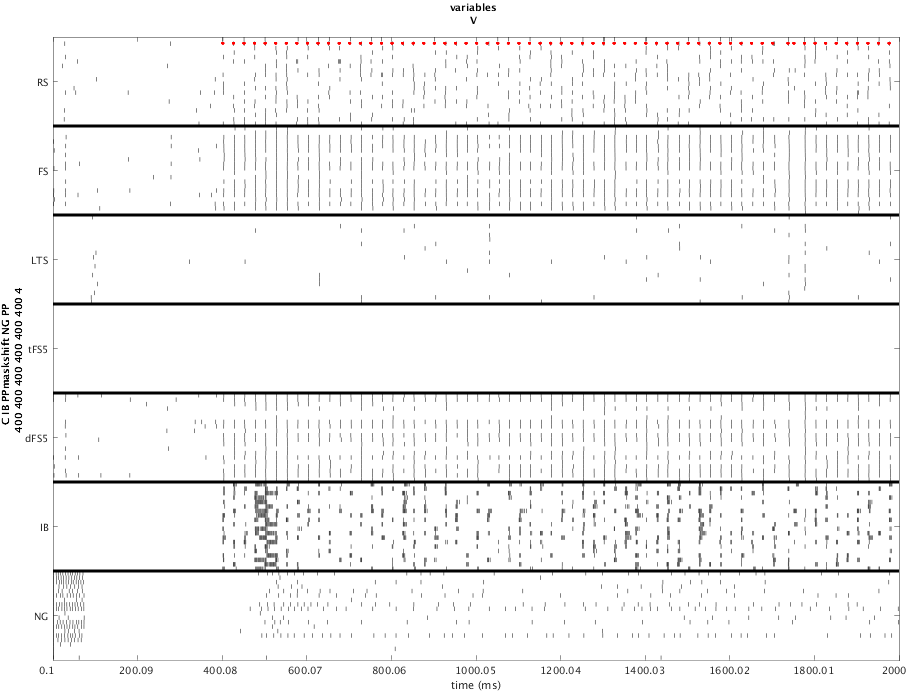 variables
V
RS
FS
LTS
tFS5
dFS5
IB
NG
C IB PPmaskshift NG PP
400 400 400 400 400 400 4
0.1 200.09 400.08 600.07 800.06 1000.05 1200.04 1400.03 1600.02 1800.01 2000
time (ms)